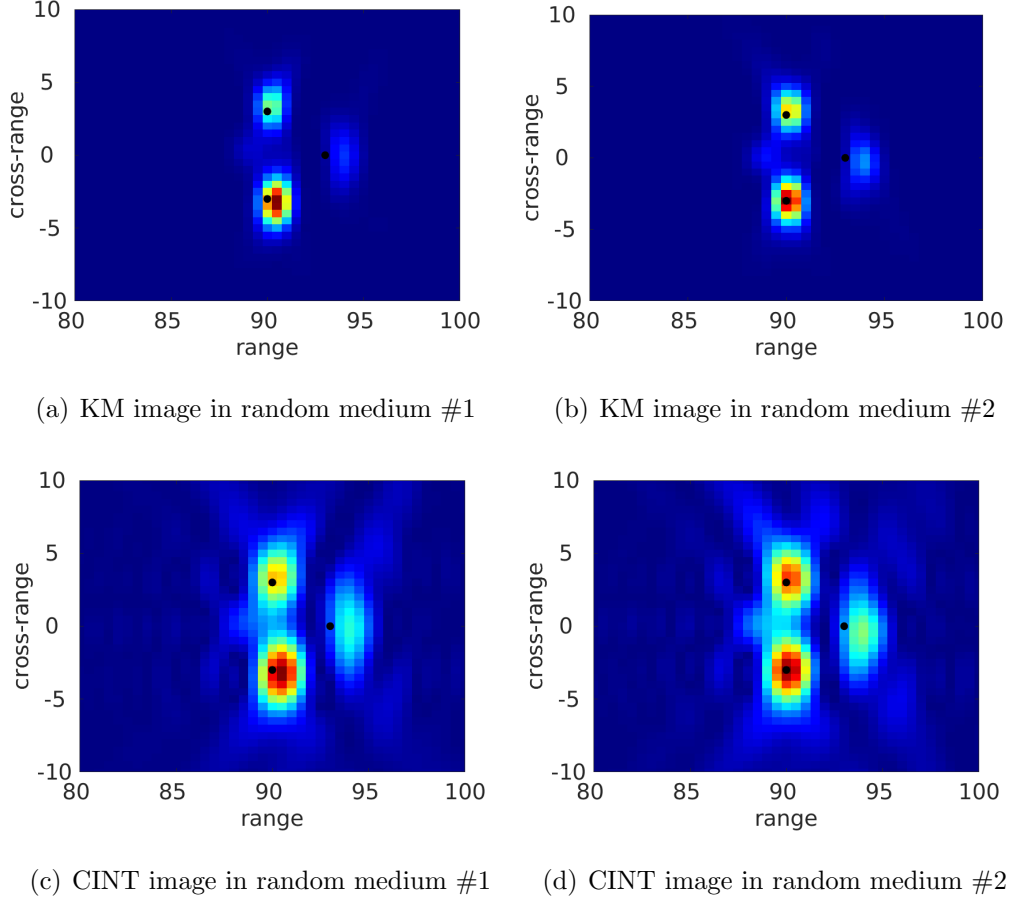 10
5
0
-5
-10
cross-range
80 85 90 95 100
range
(a) KM image in random medium #1
10
5
0
-5
-10
cross-range
80 85 90 95 100
range
(b) KM image in random medium #2
10
5
0
-5
-10
cross-range
80 85 90 95 100
range
(c) CINT image in random medium #1
10
5
0
-5
-10
cross-range
80 85 90 95 100
range
(d) CINT image in random medium #2